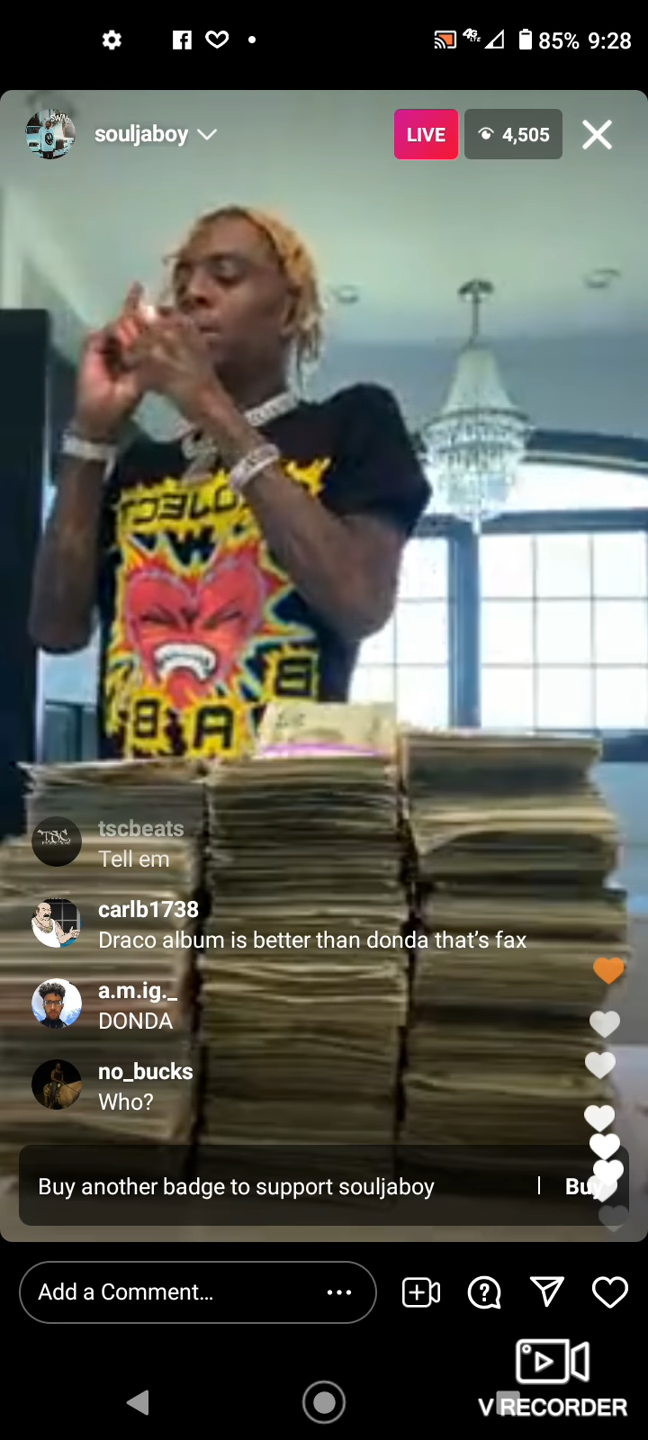 85% 9:28
souljaboy
LIVE
4,505
B
B A
tscbeats
Tell em
carlb1738
Draco album is better than donda that’s fax
a.m.ig._
DONDA
no_bucks
Who?
Buy another badge to support souljaboy
Buy
Add a Comment...
V RECORDER